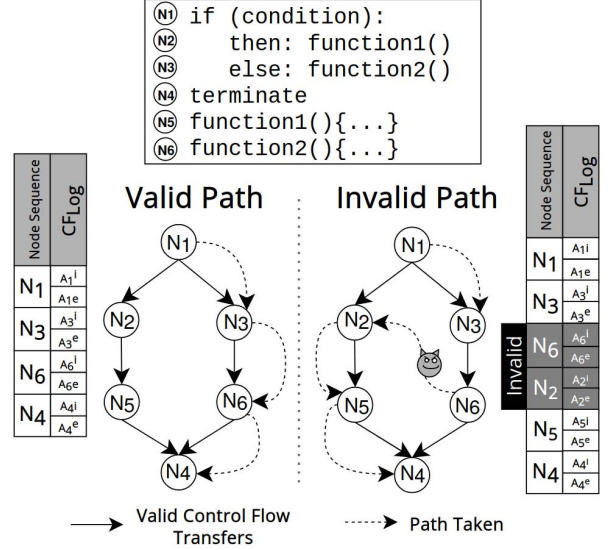 N1 if (condition):
N2 then: function1()
N3 else: function2()
N4 terminate
N5 function1(){...}
N6 function2(){...}
Valid Path
Invalid Path
Node Sequence
CFLog
N1
A1i
A1e
N3
A3i
A3e
N6
A6i
A6e
N4
A4i
A4e
N1
N2
N3
N5
N6
N4
N1
N2
N3
N5
N6
N4
Node Sequence
CFLog
N1
A1i
A1e
N3
A3i
A3e
Invalid
N6
A6i
A6e
N2
A2i
A2e
N5
A5i
A5e
N4
A4i
A4e
Valid Control Flow
Transfers
Path Taken